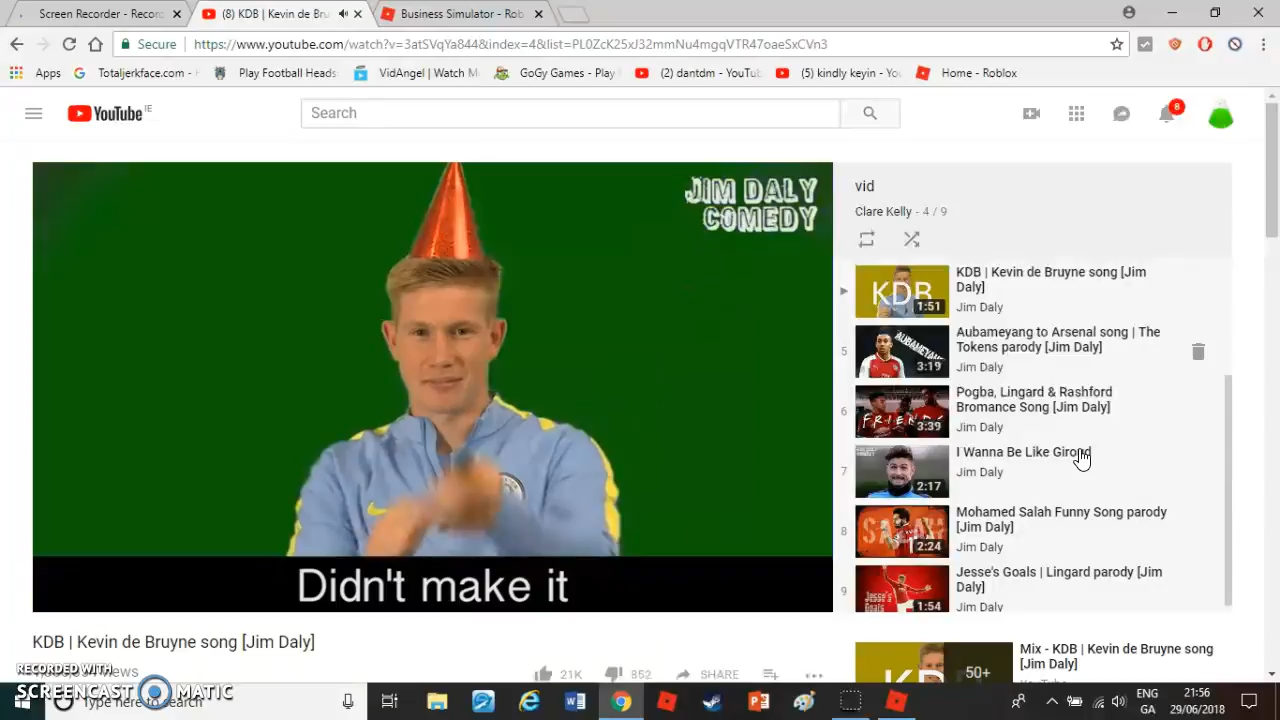 Screen Recorder - Record
(8) KDB | Kevin de Bru
Business Simulator - Rob
Secure
https://www.youtube.com/watch?v=3atSVqYa844&index=4&list=PL0ZcK25xJ32mmNu4mgqVTR47oaeSxCVn3
Apps
Totaljerkface.com -
Play Football Heads
VidAngel | Watch M
GoGy Games - Play
(2) dantdm - YouTu
(5) kindly keyin - Yo
Home - Roblox
YouTube IE
Search
8
JIM DALY
COMEDY
Didn't make it
vid
Clare Kelly - 4 / 9
KDB
1:51
KDB | Kevin de Bruyne song [Jim
Daly]
Jim Daly
5
AUBAMEYANG
3:19
Aubameyang to Arsenal song | The
Tokens parody [Jim Daly]
Jim Daly
6
FRIENDS
3:39
Pogba, Lingard & Rashford
Bromance Song [Jim Daly]
Jim Daly
7
2:17
I Wanna Be Like Giroud
Jim Daly
8
SALAH
2:24
Mohamed Salah Funny Song parody
[Jim Daly]
Jim Daly
9
Jesse's
Goals
1:54
Jesse's Goals | Lingard parody [Jim
Daly]
Jim Daly
KDB | Kevin de Bruyne song [Jim Daly]
views
21K
852
SHARE
50+
Mix - KDB | Kevin de Bruyne song
[Jim Daly]
RECORDED WITH
SCREENCAST MATIC
Type here to search
ENG
GA
21:56
29/06/2018